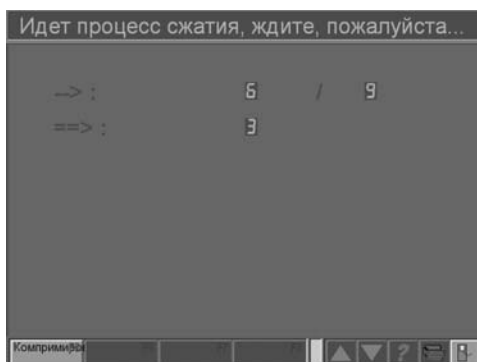 Идет процесс сжатия, ждите, пожалуйста...
--> : 6 / 9
==> : 3
?